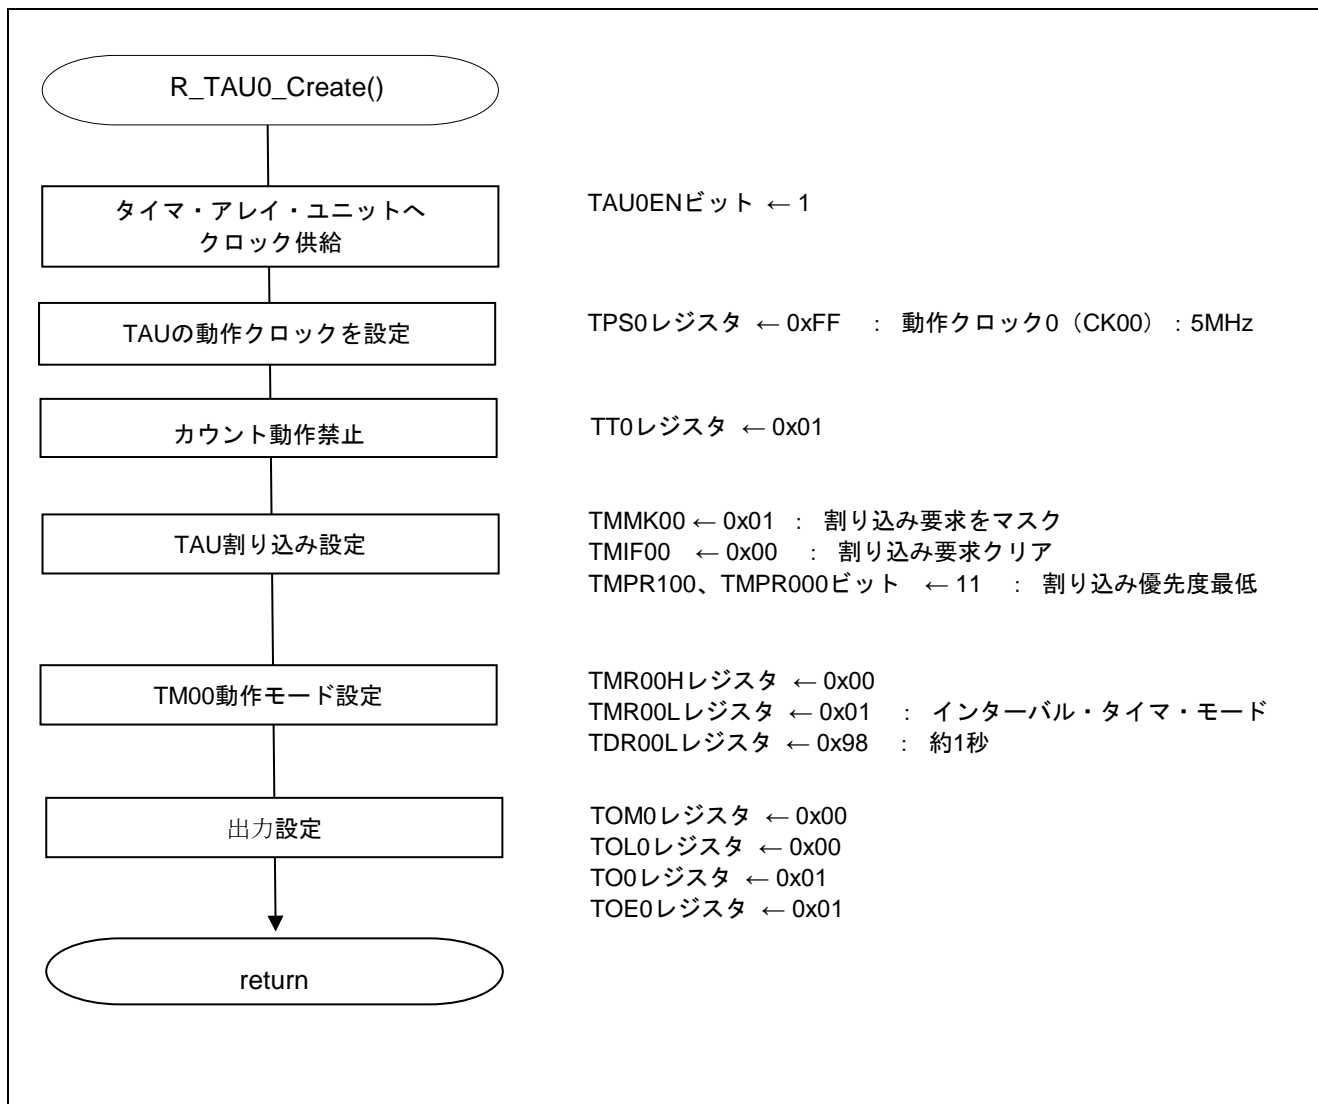 R_TAU0_Create()
タイマ・アレイ・ユニットへ
クロック供給
TAU0ENビット ← 1
TAUの動作クロックを設定
TPS0レジスタ ← 0xFF : 動作クロック0（CK00）: 5MHz
カウント動作禁止
TT0レジスタ ← 0x01
TAU割り込み設定
TMMK00 ← 0x01 : 割り込み要求をマスク
TMIF00 ← 0x00 : 割り込み要求クリア
TMPR100、TMPR000ビット ← 11 : 割り込み優先度最低
TM00動作モード設定
TMR00Hレジスタ ← 0x00
TMR00Lレジスタ ← 0x01 : インターバル・タイマ・モード
TDR00Lレジスタ ← 0x98 : 約1秒
出力設定
TOM0レジスタ ← 0x00
TOL0レジスタ ← 0x00
TO0レジスタ ← 0x01
TOE0レジスタ ← 0x01
return